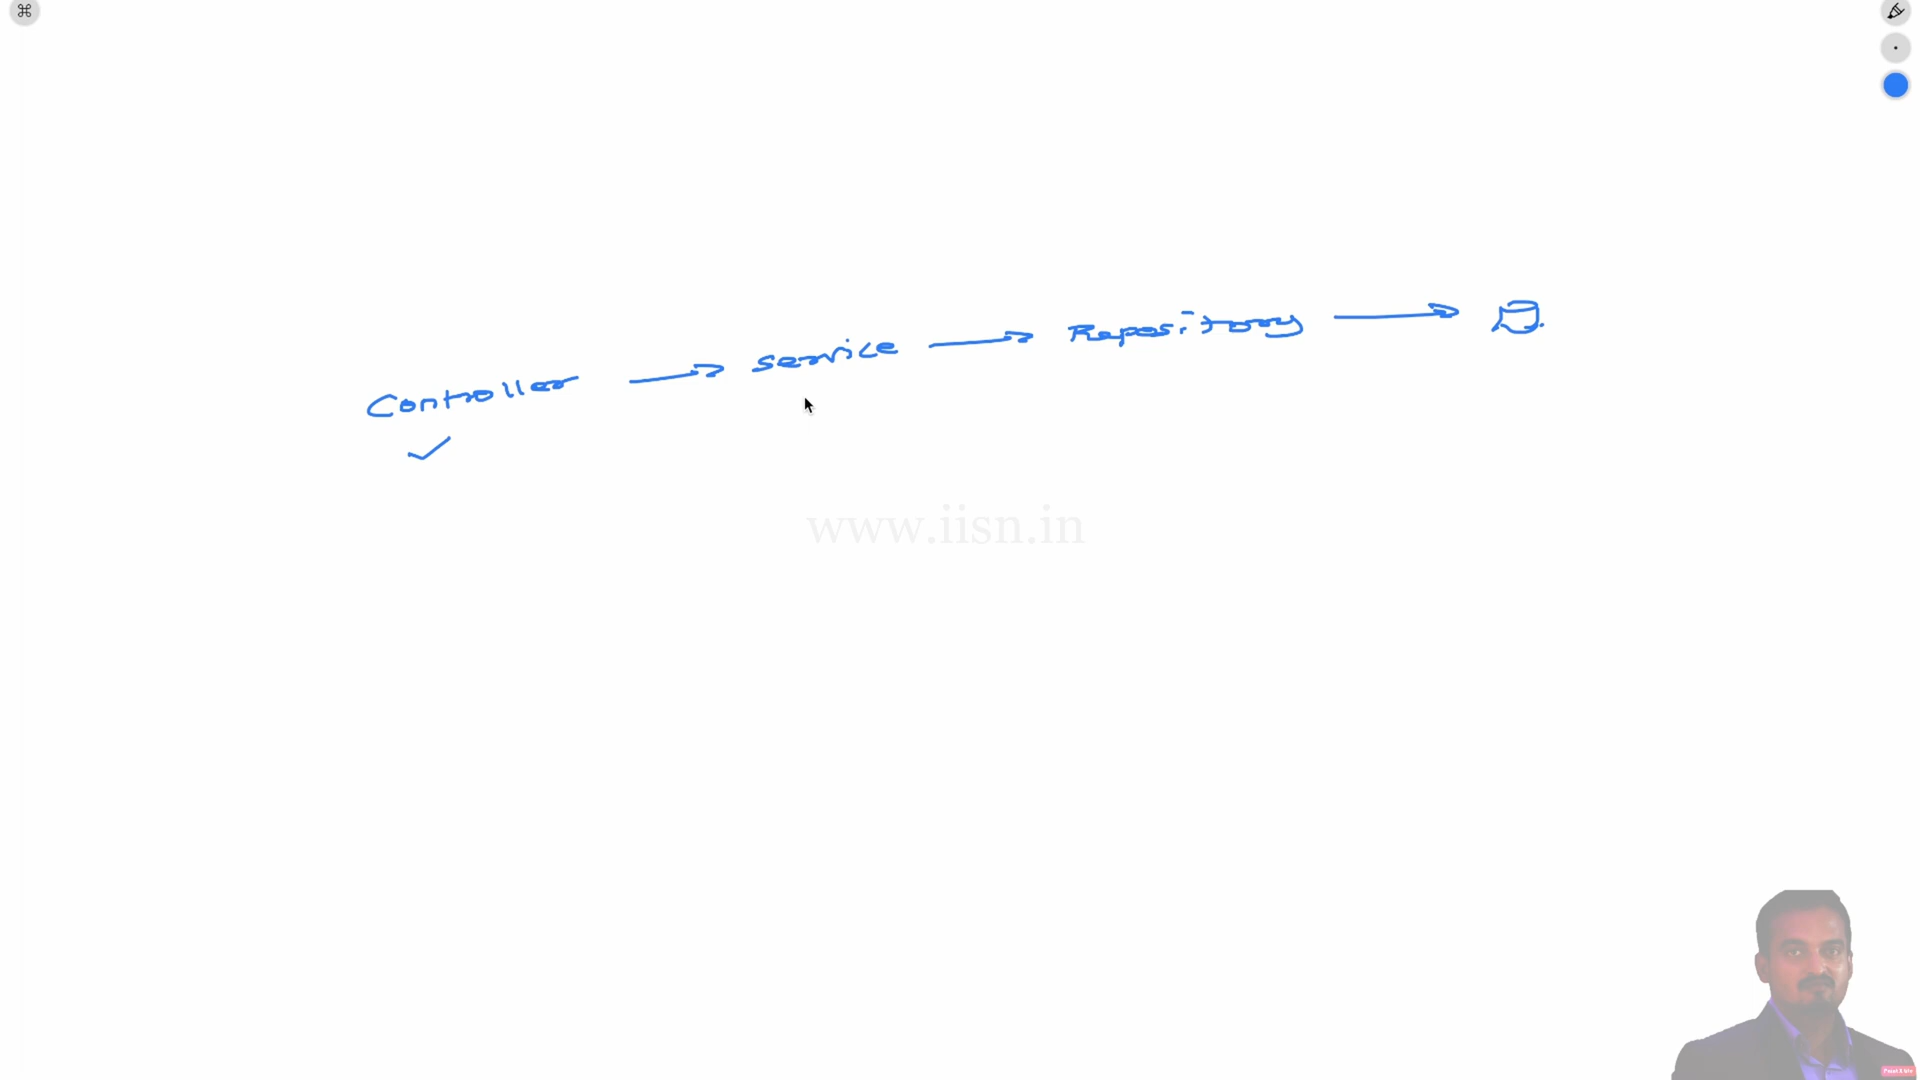 Controller → service → Repository →
www.iisn.in